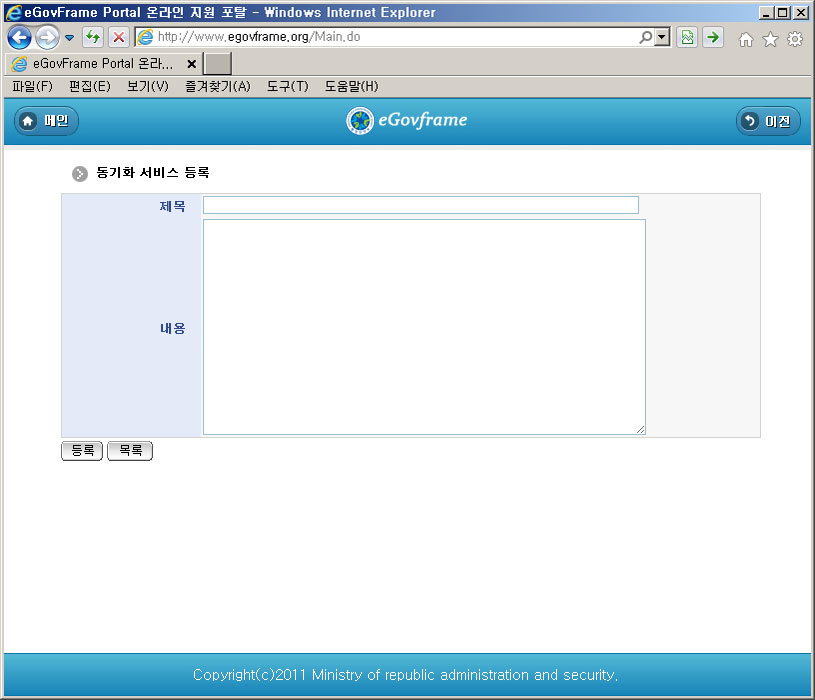 eGovFrame Portal 온라인 지원 포탈 - Windows Internet Explorer
http://www.egovframe.org/Main.do
eGovFrame Portal 온라...
파일(F) 편집(E) 보기(V) 즐겨찾기(A) 도구(T) 도움말(H)
메인 eGovframe 이전
동기화 서비스 등록
제목
내용
등록 목록
Copyright(c)2011 Ministry of republic administration and security.